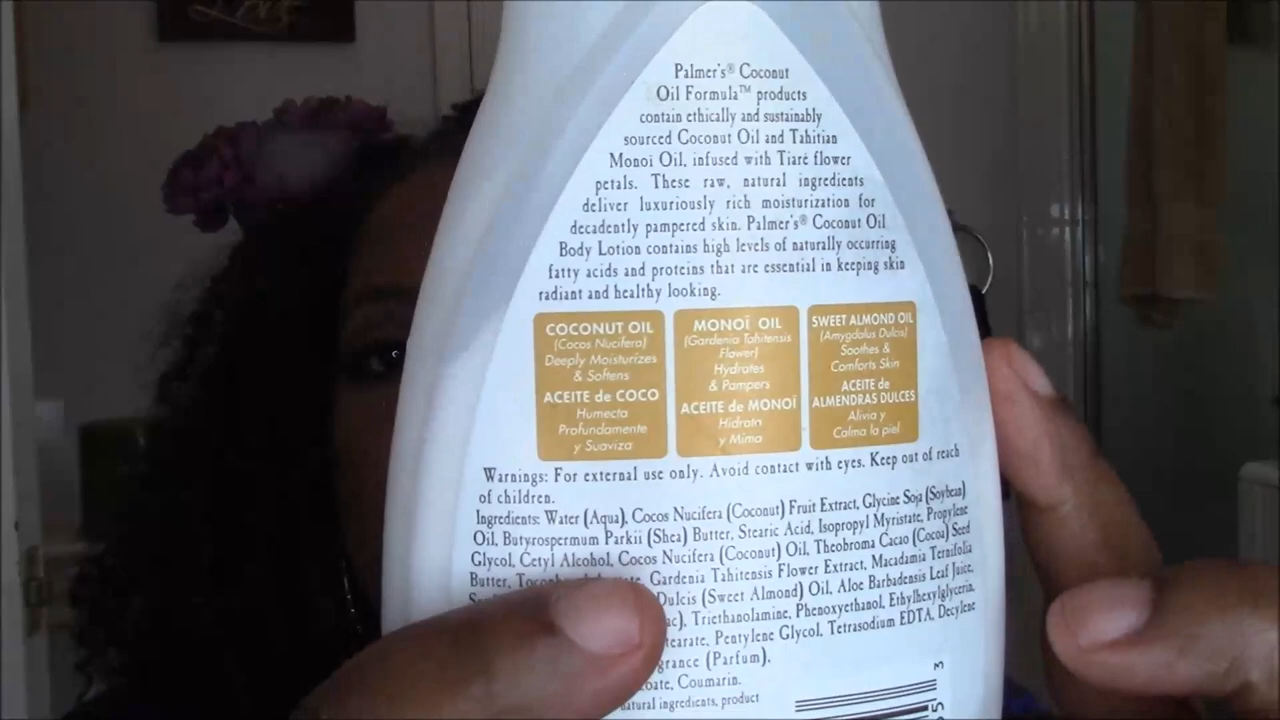 Palmer's® Coconut
Oil Formula™ products
contain ethically and sustainably
sourced Coconut Oil and Tahitian
Monoi Oil, infused with Tiaré flower
petals. These raw, natural ingredients
deliver luxuriously rich moisturization for
decadently pampered skin. Palmer's® Coconut Oil
Body Lotion contains high levels of naturally occurring
fatty acids and proteins that are essential in keeping skin
radiant and healthy looking.
COCONUT OIL
(Cocos Nucifera)
Deeply Moisturizes
& Softens
ACEITE de COCO
Humecta
Profundamente
y Suaviza
MONOÏ OIL
(Gardenia Tahitensis
Flower)
Hydrates
& Pampers
ACEITE de MONOÏ
Hidrata
y Mima
SWEET ALMOND OIL
(Amygdalus Dulcis)
Soothes &
Comforts Skin
ACEITE de
ALMENDRAS DULCES
Alivia y
Calma la piel
Warnings: For external use only. Avoid contact with eyes. Keep out of reach
of children.
Ingredients: Water (Aqua), Cocos Nucifera (Coconut) Fruit Extract, Glycine Soja (Soybean)
Oil, Butyrospermum Parkii (Shea) Butter, Stearic Acid, Isopropyl Myristate, Propylene
Glycol, Cetyl Alcohol, Cocos Nucifera (Coconut) Oil, Theobroma Cacao (Cocoa) Seed
Butter, Gardenia Tahitensis Flower Extract, Macadamia Ternifolia
Dulcis (Sweet Almond) Oil, Aloe Barbadensis Leaf Juice,
Triethanolamine, Phenoxyethanol, Ethylhexylglycerin,
Pentylene Glycol, Tetrasodium EDTA, Decylene
(Parfum),
Coumarin.
natural ingredients, product